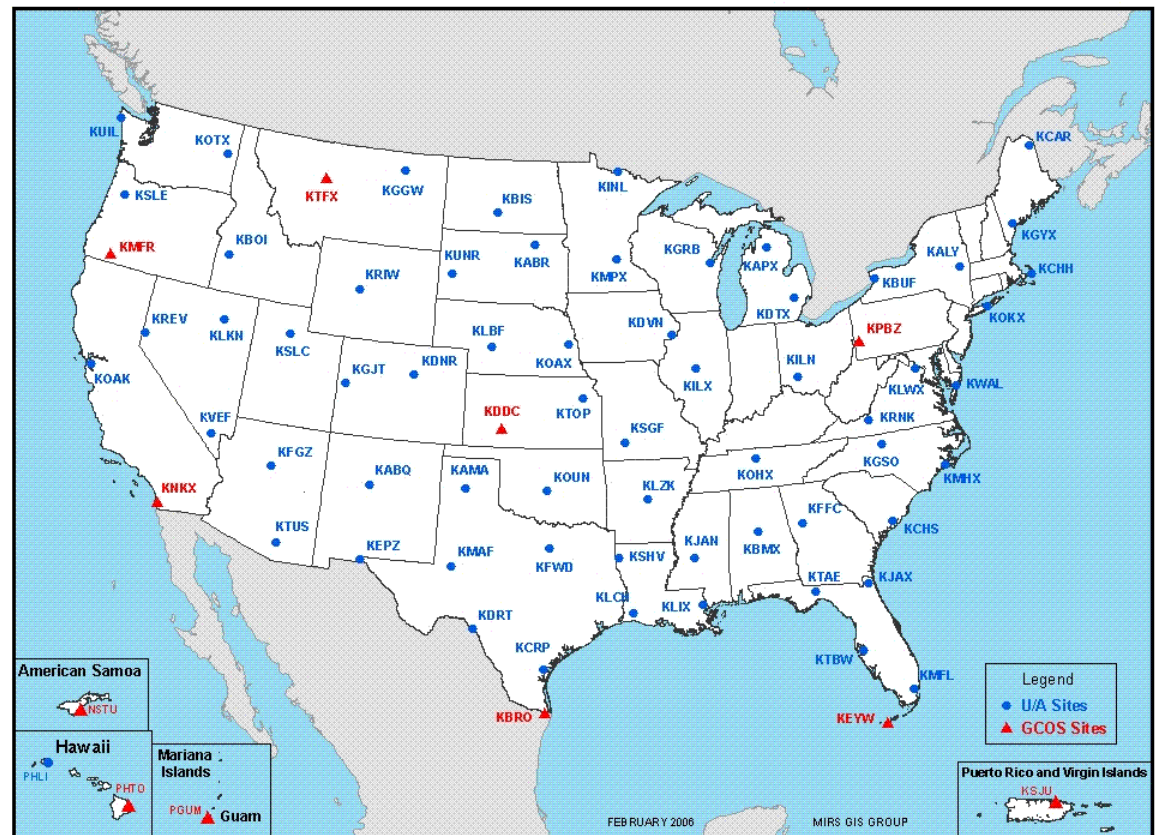 KUIL
KOTX
KCAR
KTFX
KGGW
KINL
KSLE
KBIS
KGYX
KMFR
KBOI
KUNR
KABR
KGRB
KALY
KAPX
KRIW
KMPX
KBUF
KCHH
KREV
KLKN
KSLC
KLBF
KDVN
KDTX
KOKX
KPBZ
KOAK
KGJT
KDNR
KOAX
KILN
KILX
KLWX
KWAL
KVEF
KDDC
KTOP
KRNK
KSGF
KFGZ
KABQ
KAMA
KOUN
KOHX
KGSO
KNKX
KLZK
KMHX
KTUS
KFFC
KCHS
KEPZ
KMAF
KFWD
KSHV
KJAN
KBMX
KTAE
KJAX
KLCH
KLIX
KDRT
KCRP
KTBW
KMFL
KBRO
KEYW
American Samoa
NSTU
Hawaii
PHLI
PHTO
Mariana
Islands
PGUM
Guam
Legend
U/A Sites
GCOS Sites
Puerto Rico and Virgin Islands
KSJU
FEBRUARY 2006
MIRS GIS GROUP